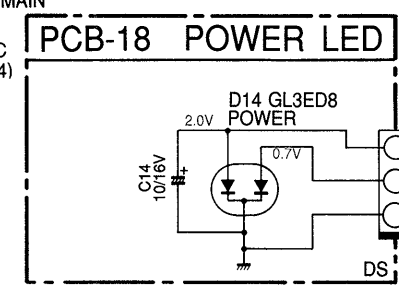 MAIN
C
4)
PCB-18 POWER LED
D14 GL3ED8
POWER
2.0V
0.7V
C14
10/16V
+
DS